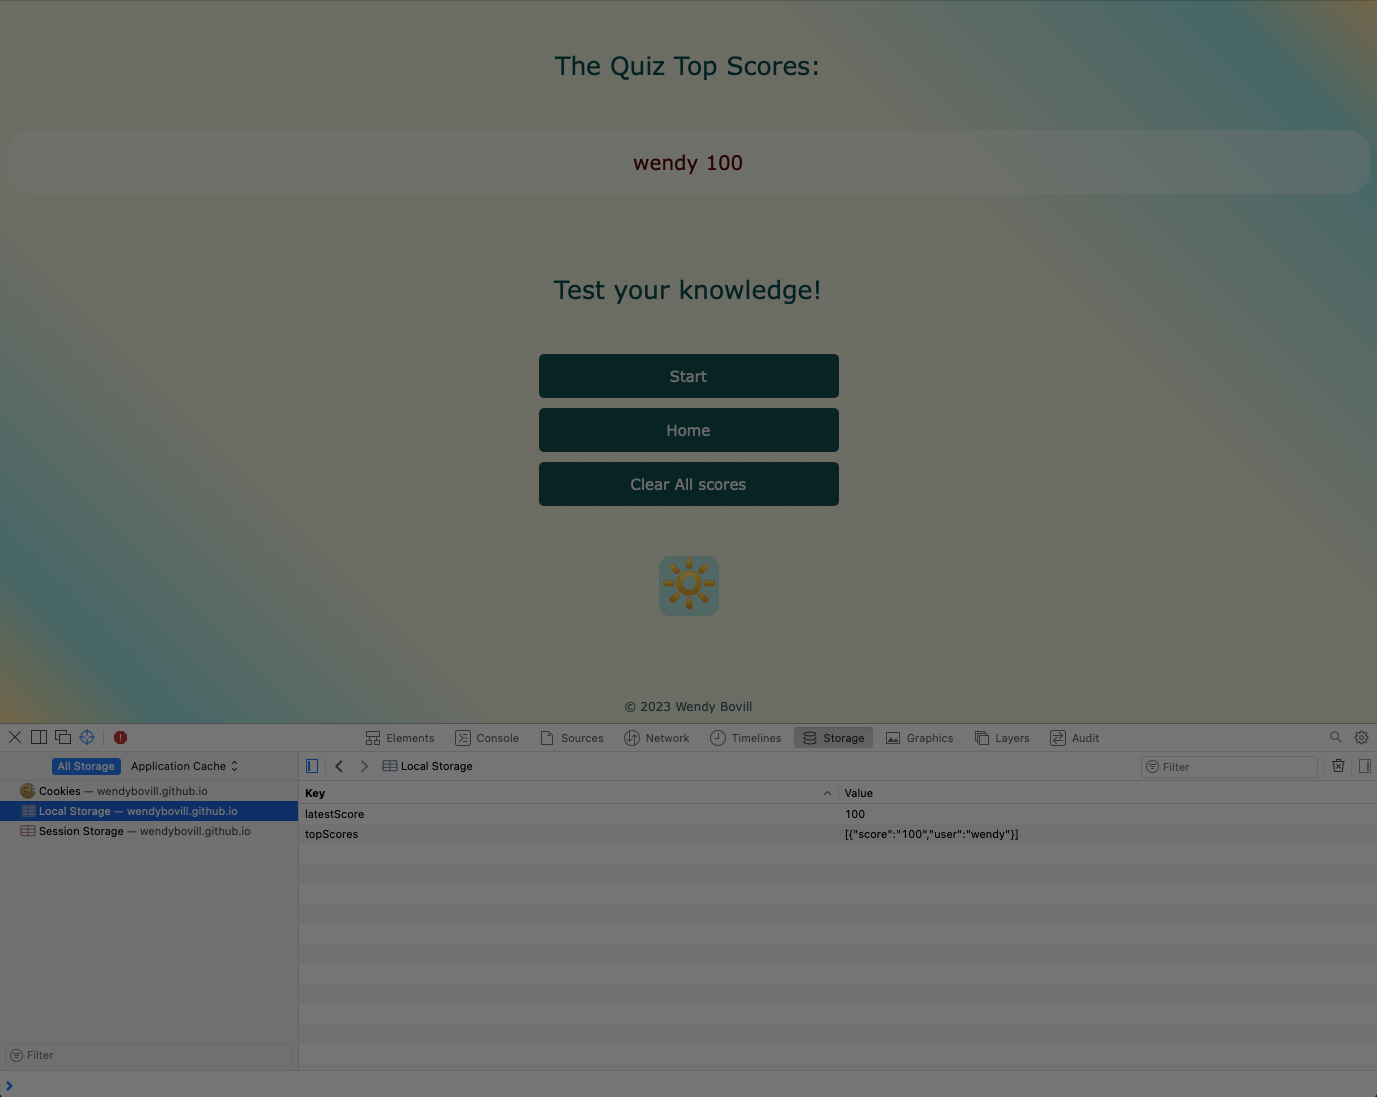 The Quiz Top Scores:
wendy 100
Test your knowledge!
Start
Home
Clear All scores
© 2023 Wendy Bovill
Elements Console Sources Network Timelines Storage Graphics Layers Audit
All Storage Application Cache
Local Storage
Filter
Cookies — wendybovill.github.io
Local Storage — wendybovill.github.io
Session Storage — wendybovill.github.io
Key Value
latestScore 100
topScores [{"score":"100","user":"wendy"}]
Filter